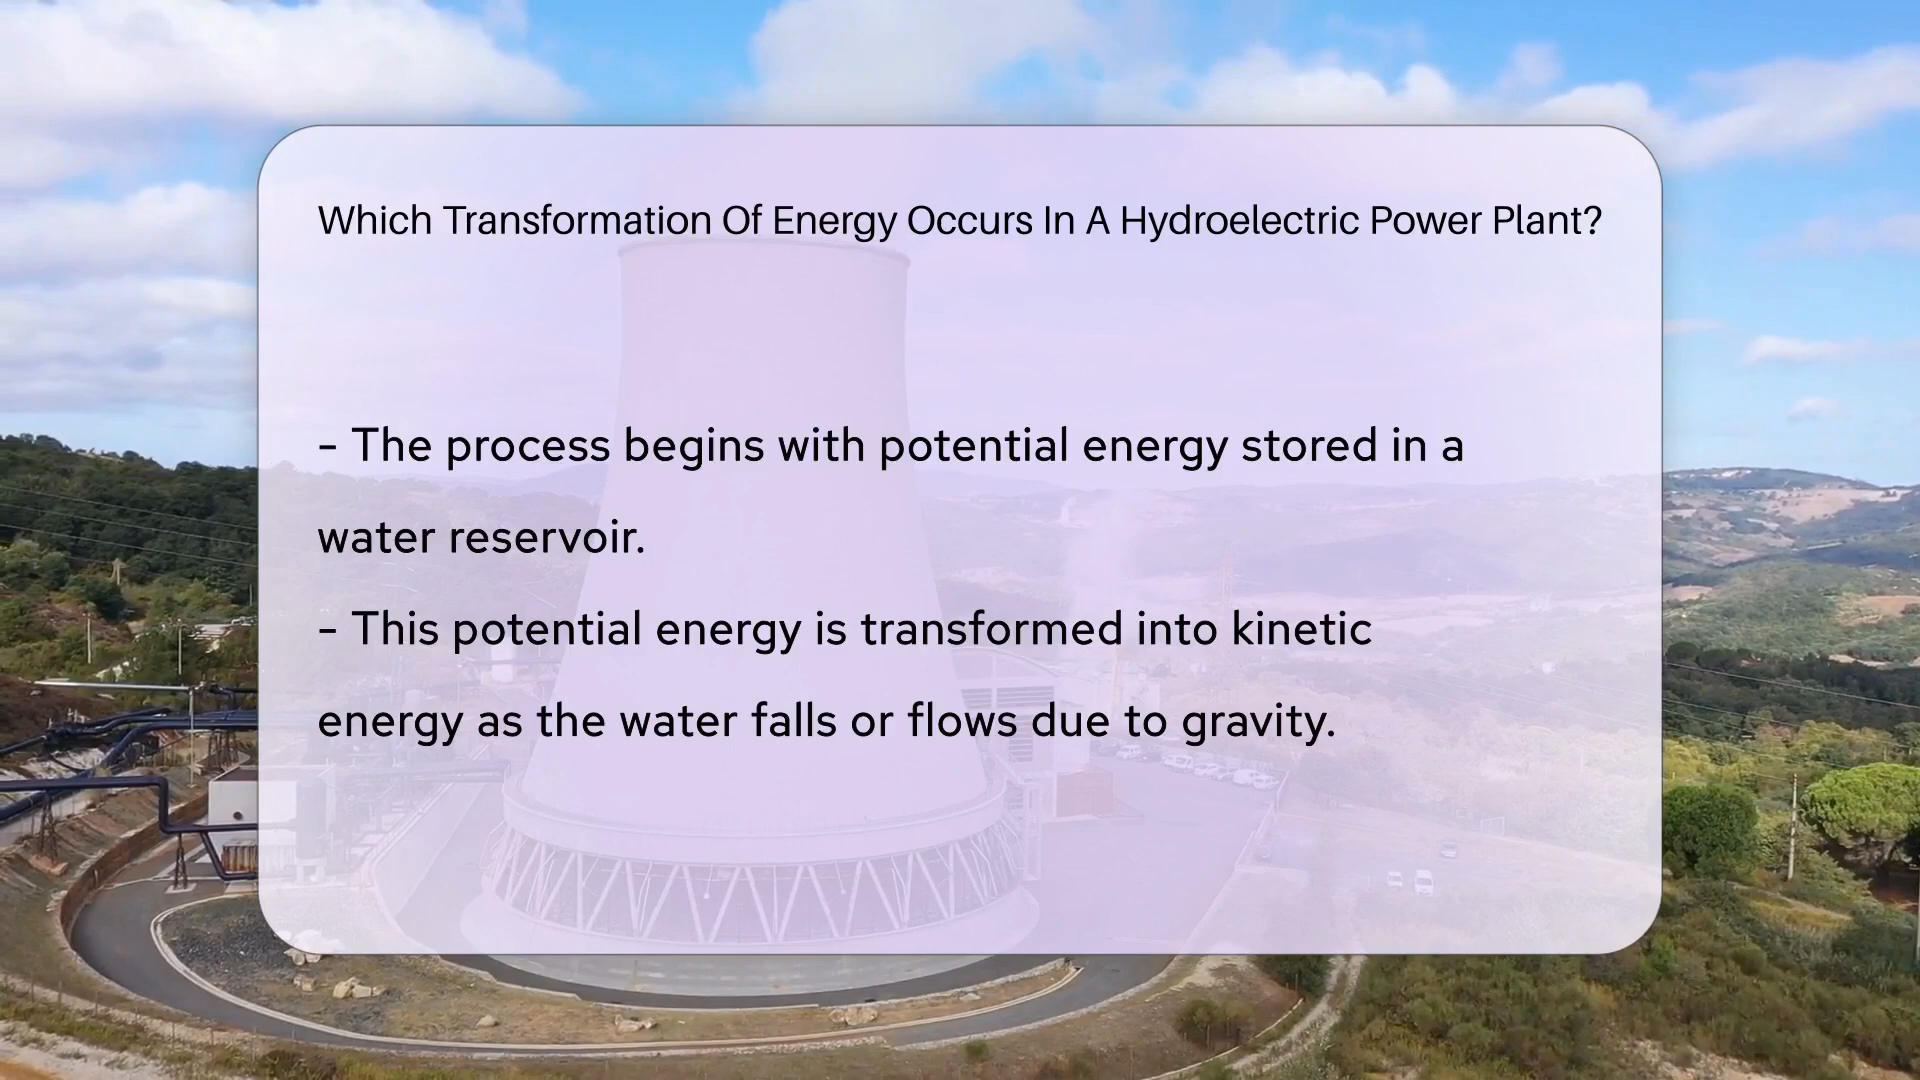 Which Transformation Of Energy Occurs In A Hydroelectric Power Plant?
- The process begins with potential energy stored in a
water reservoir.
- This potential energy is transformed into kinetic
energy as the water falls or flows due to gravity.